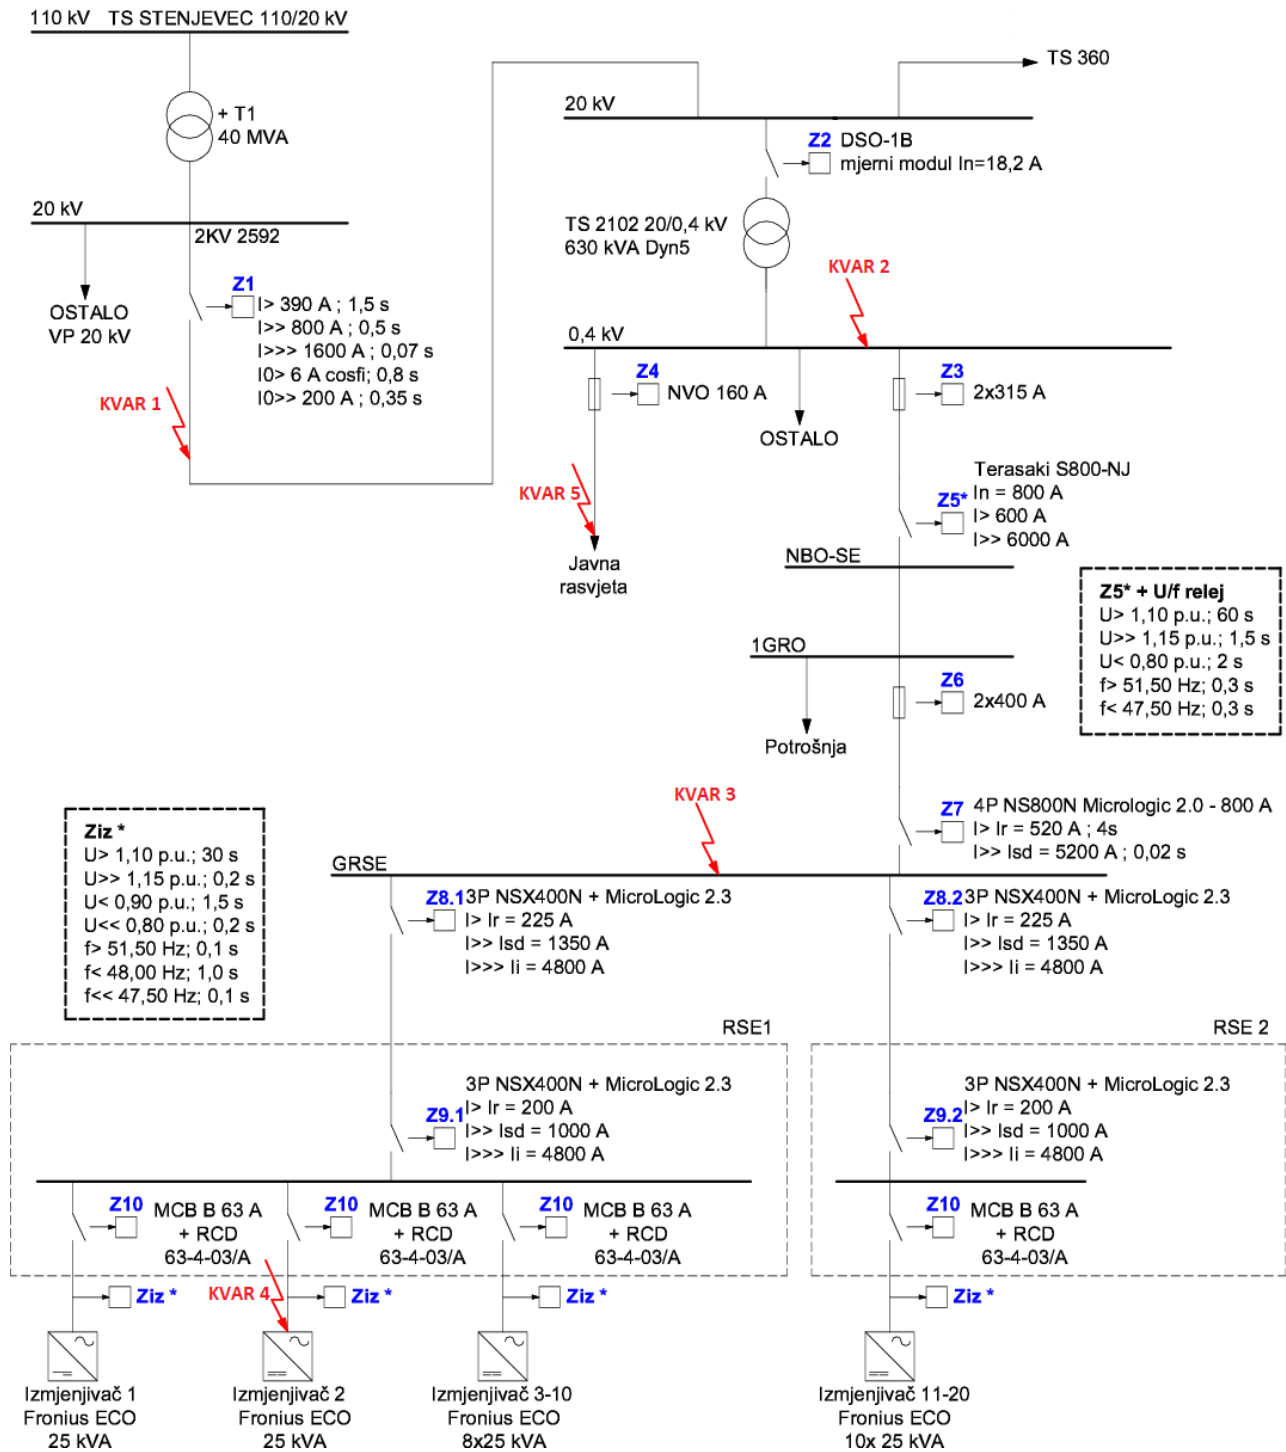 110 kV TS STENJEVEC 110/20 kV
+ T1
40 MVA
20 kV
2KV 2592
OSTALO
VP 20 kV
Z1
I> 390 A ; 1,5 s
I>> 800 A ; 0,5 s
I>>> 1600 A ; 0,07 s
I0> 6 A cosfi; 0,8 s
I0>> 200 A ; 0,35 s
KVAR 1
TS 360
20 kV
Z2 DSO-1B
mjerni modul In=18,2 A
TS 2102 20/0,4 kV
630 kVA Dyn5
KVAR 2
0,4 kV
Z4
NVO 160 A
OSTALO
Z3
2x315 A
KVAR 5
Javna
rasvjeta
Terasaki S800-NJ
In = 800 A
Z5*
I> 600 A
I>> 6000 A
NBO-SE
Z5* + U/f relej
U> 1,10 p.u.; 60 s
U>> 1,15 p.u.; 1,5 s
U< 0,80 p.u.; 2 s
f> 51,50 Hz; 0,3 s
f< 47,50 Hz; 0,3 s
1GRO
Potrošnja
Z6
2x400 A
KVAR 3
Z7
4P NS800N Micrologic 2.0 - 800 A
I> Ir = 520 A ; 4s
I>> Isd = 5200 A ; 0,02 s
Ziz *
U> 1,10 p.u.; 30 s
U>> 1,15 p.u.; 0,2 s
U< 0,90 p.u.; 1,5 s
U<< 0,80 p.u.; 0,2 s
f> 51,50 Hz; 0,1 s
f< 48,00 Hz; 1,0 s
f<< 47,50 Hz; 0,1 s
GRSE
Z8.1 3P NSX400N + MicroLogic 2.3
I> Ir = 225 A
I>> Isd = 1350 A
I>>> Ii = 4800 A
Z8.2 3P NSX400N + MicroLogic 2.3
I> Ir = 225 A
I>> Isd = 1350 A
I>>> Ii = 4800 A
RSE1
RSE 2
3P NSX400N + MicroLogic 2.3
Z9.1 I> Ir = 200 A
I>> Isd = 1000 A
I>>> Ii = 4800 A
3P NSX400N + MicroLogic 2.3
Z9.2 I> Ir = 200 A
I>> Isd = 1000 A
I>>> Ii = 4800 A
Z10 MCB B 63 A
+ RCD
63-4-03/A
Z10 MCB B 63 A
+ RCD
63-4-03/A
Z10 MCB B 63 A
+ RCD
63-4-03/A
Z10 MCB B 63 A
+ RCD
63-4-03/A
KVAR 4
Ziz *
Ziz *
Ziz *
Ziz *
Izmjenjivač 1
Fronius ECO
25 kVA
Izmjenjivač 2
Fronius ECO
25 kVA
Izmjenjivač 3-10
Fronius ECO
8x25 kVA
Izmjenjivač 11-20
Fronius ECO
10x 25 kVA